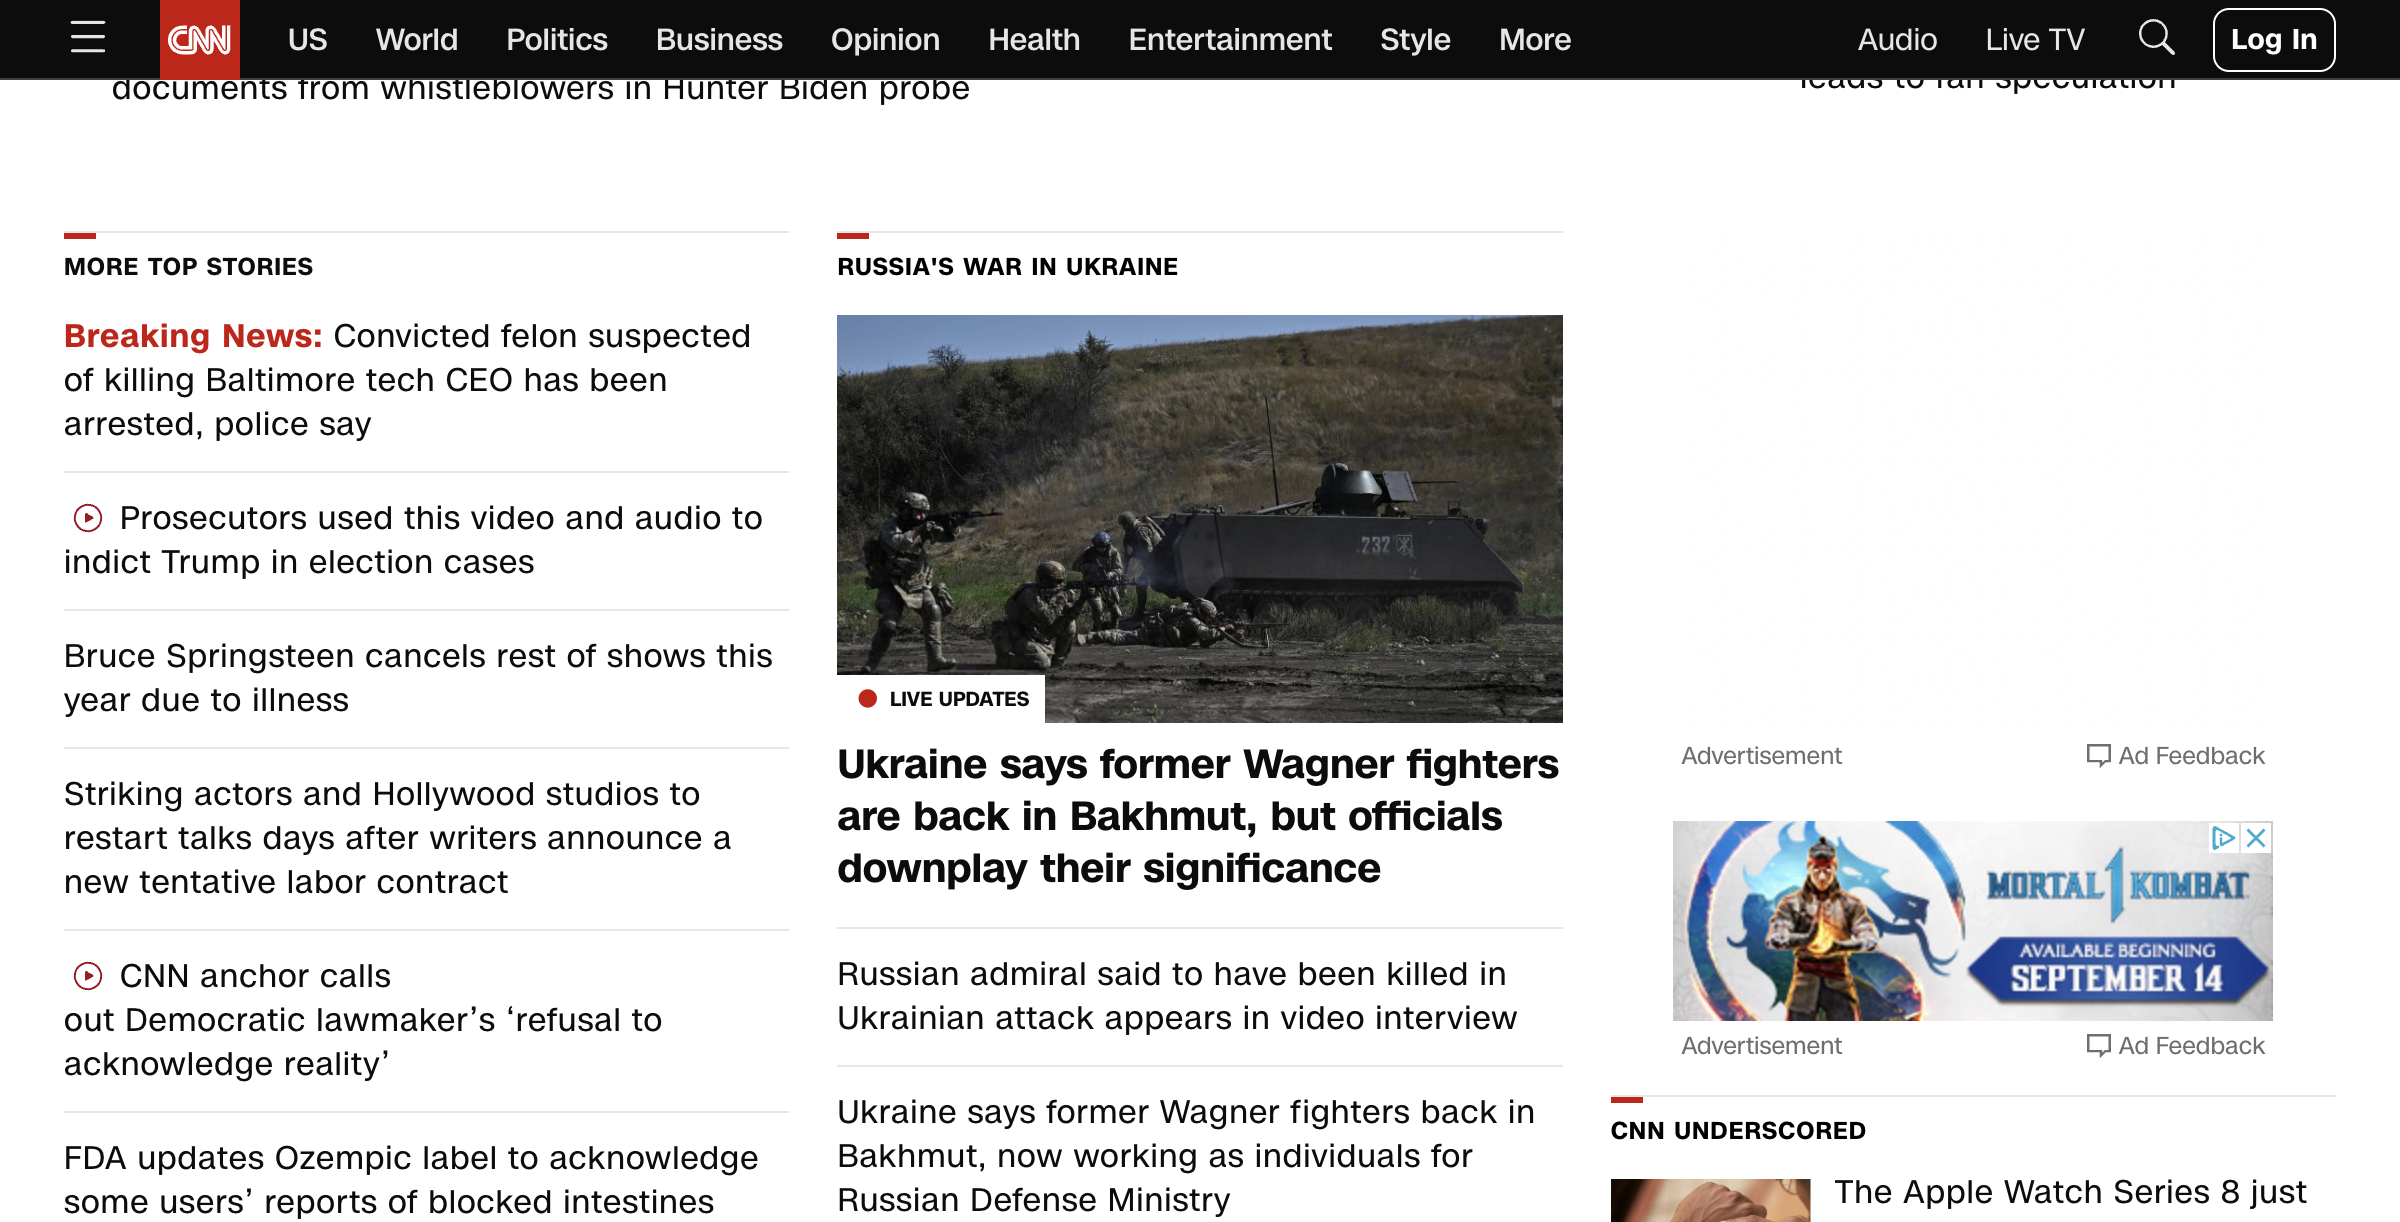 CNN
US World Politics Business Opinion Health Entertainment Style More Audio Live TV Log In
documents from whistleblowers in Hunter Biden probe
leads to fan speculation
MORE TOP STORIES
Breaking News: Convicted felon suspected
of killing Baltimore tech CEO has been
arrested, police say
Prosecutors used this video and audio to
indict Trump in election cases
Bruce Springsteen cancels rest of shows this
year due to illness
Striking actors and Hollywood studios to
restart talks days after writers announce a
new tentative labor contract
CNN anchor calls
out Democratic lawmaker’s ‘refusal to
acknowledge reality’
FDA updates Ozempic label to acknowledge
some users’ reports of blocked intestines
RUSSIA'S WAR IN UKRAINE
232
LIVE UPDATES
Ukraine says former Wagner fighters
are back in Bakhmut, but officials
downplay their significance
Russian admiral said to have been killed in
Ukrainian attack appears in video interview
Ukraine says former Wagner fighters back in
Bakhmut, now working as individuals for
Russian Defense Ministry
Advertisement Ad Feedback
MORTAL KOMBAT 1
AVAILABLE BEGINNING
SEPTEMBER 14
Advertisement Ad Feedback
CNN UNDERSCORED
The Apple Watch Series 8 just